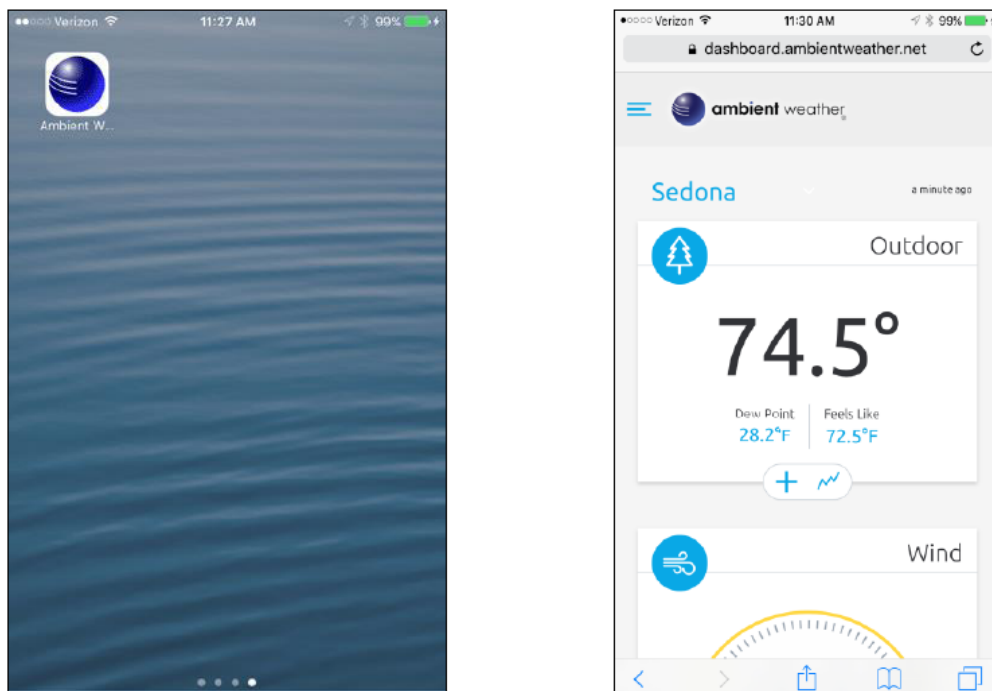 Verizon 11:27 AM 99%
Ambient W...
Verizon 11:30 AM 99%
dashboard.ambientweather.net
ambient weather
Sedona a minute ago
Outdoor
74.5°
Dew Point Feels Like
28.2°F 72.5°F
Wind